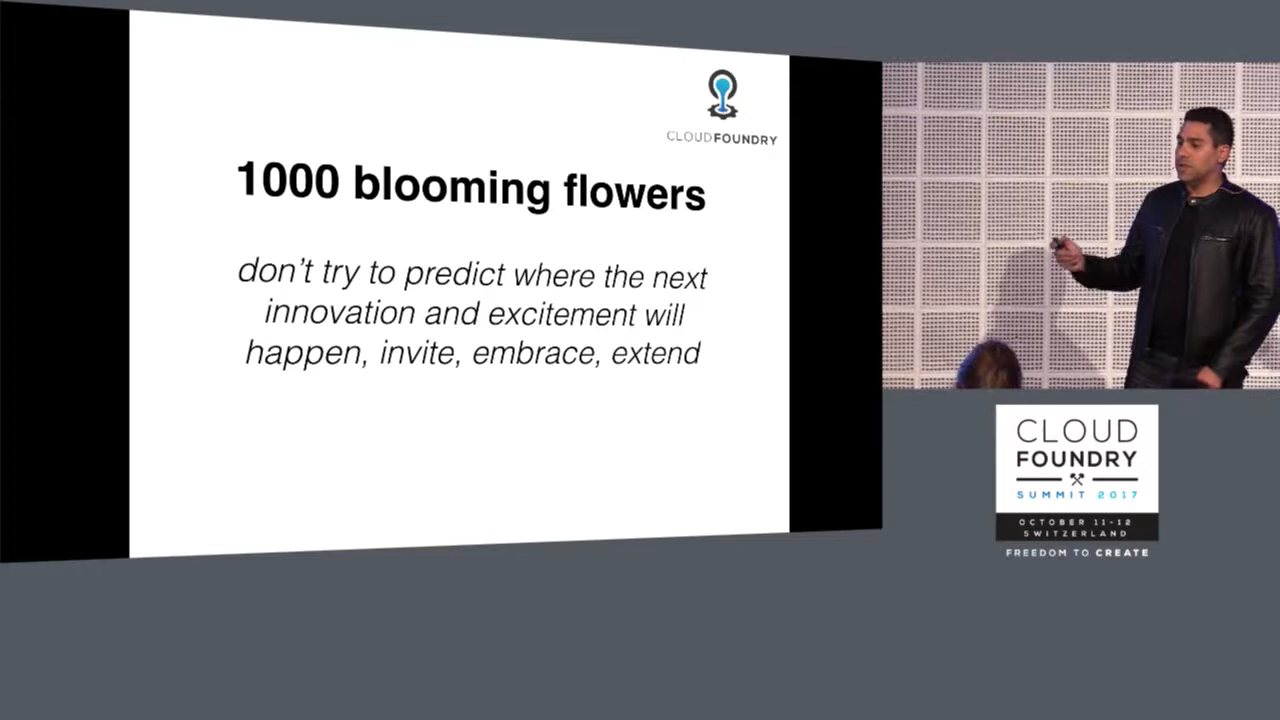 CLOUDFOUNDRY
1000 blooming flowers
don't try to predict where the next
innovation and excitement will
happen, invite, embrace, extend
CLOUD
FOUNDRY
SUMMIT 2017
OCTOBER 11-12
SWITZERLAND
FREEDOM TO CREATE